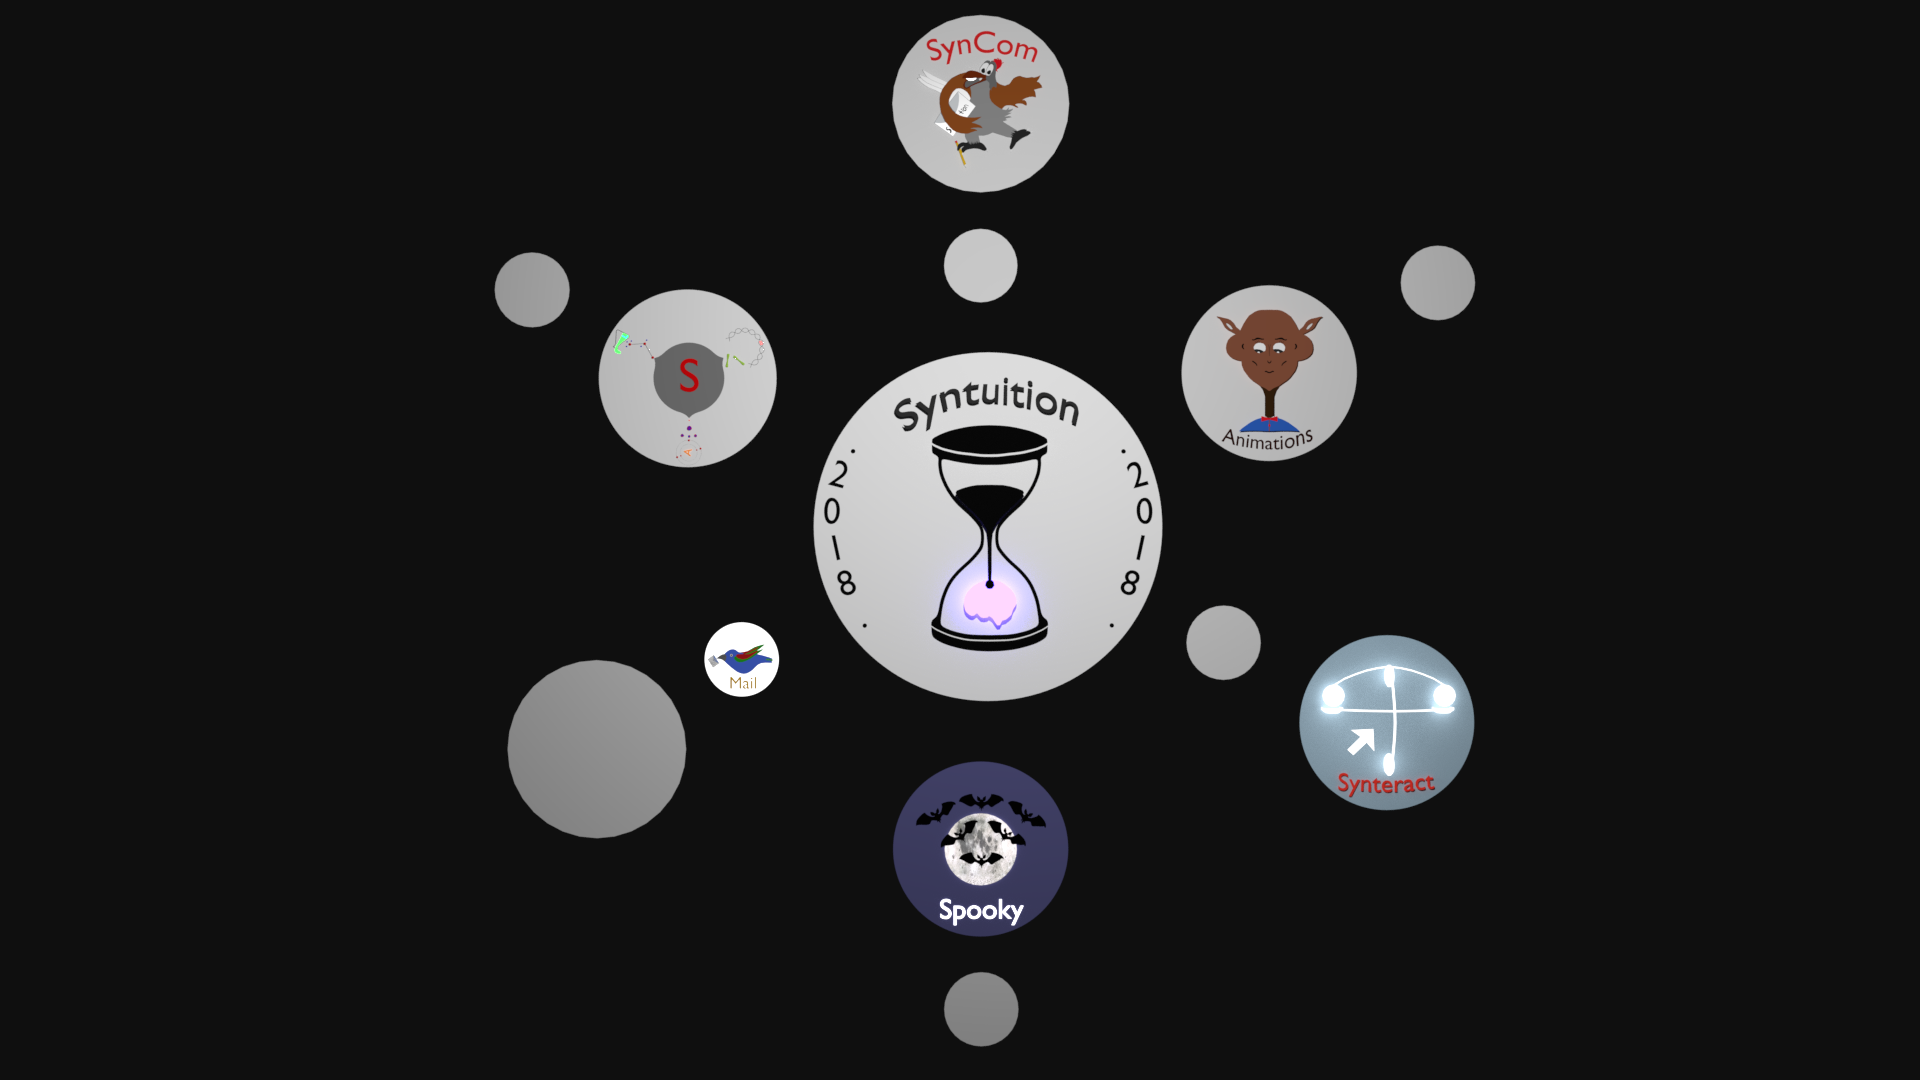 SynCom
S
Syntuition
2018
2018
Animations
Mail
Synteract
Spooky